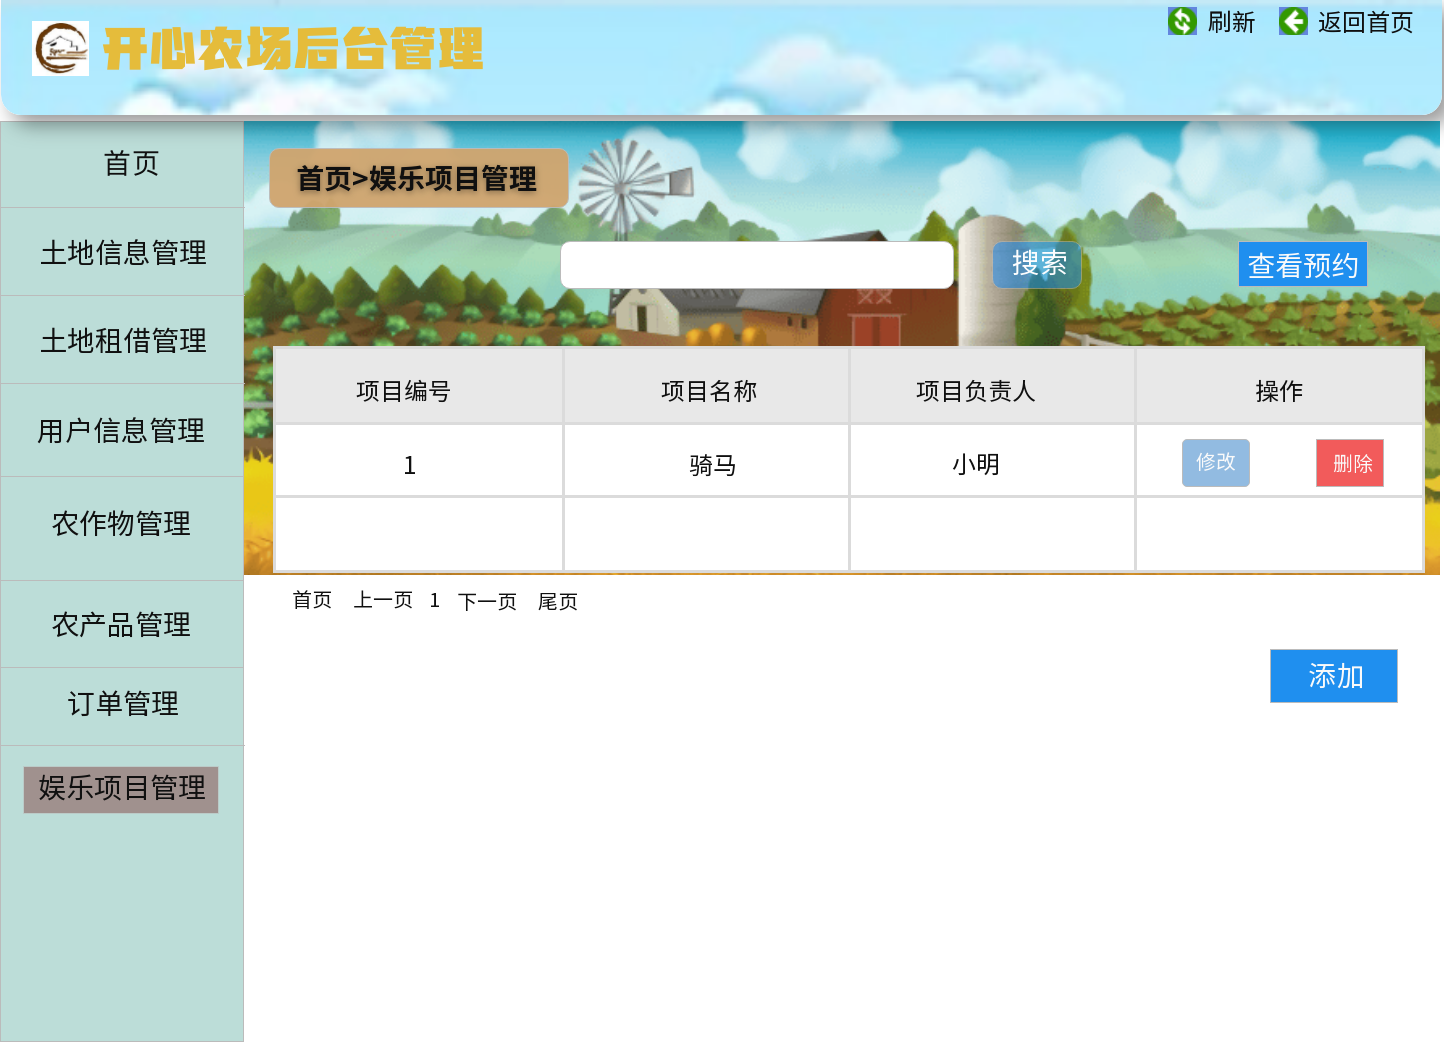 开心农场后台管理
刷新 返回首页
首页
土地信息管理
土地租借管理
用户信息管理
农作物管理
农产品管理
订单管理
娱乐项目管理
首页>娱乐项目管理
搜索 查看预约
项目编号 项目名称 项目负责人 操作
1 骑马 小明 修改 删除
首页 上一页 1 下一页 尾页
添加